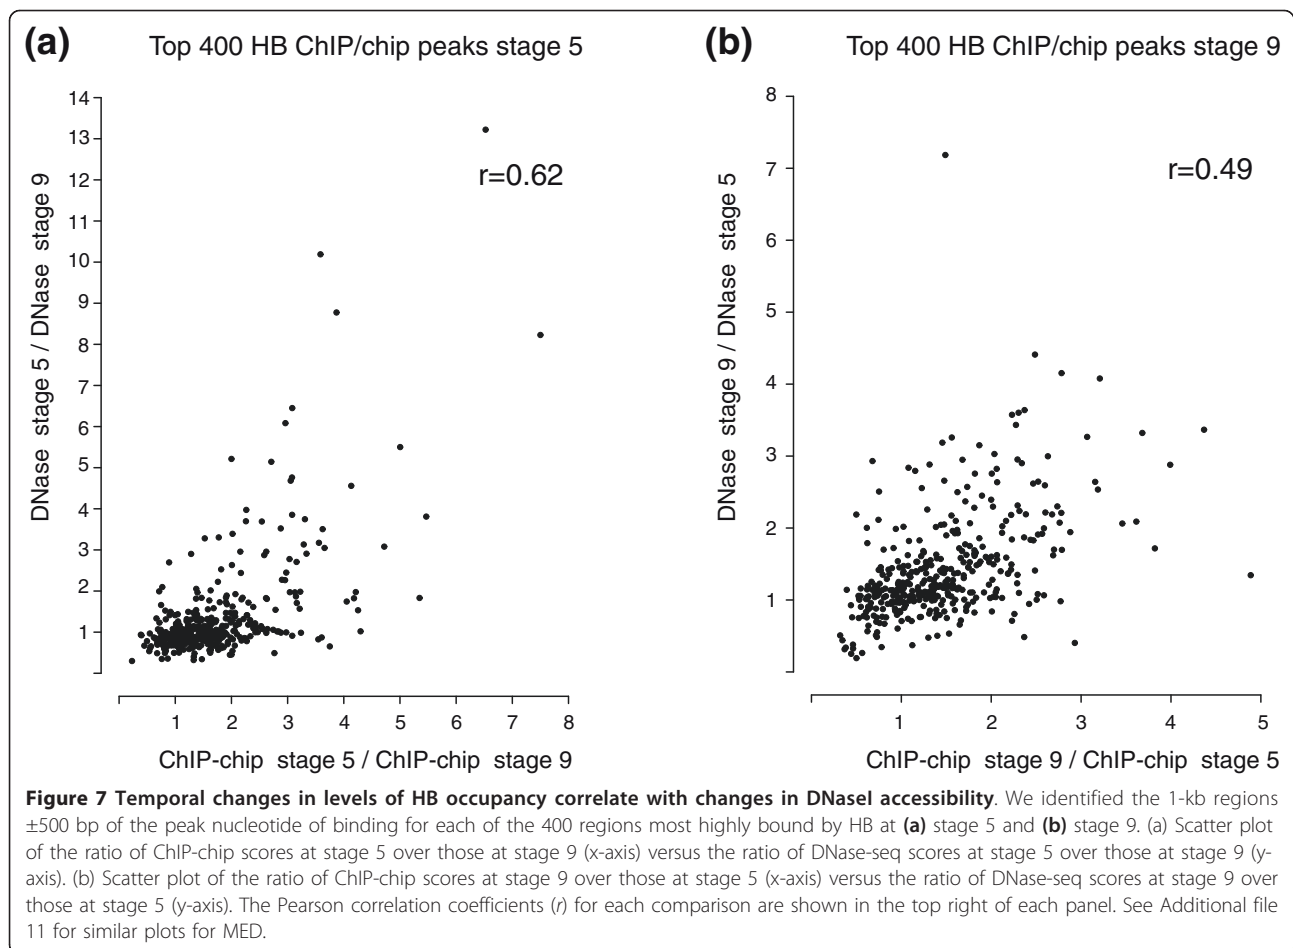 (a) Top 400 HB ChIP/chip peaks stage 5
14
13
12
11
10
9
8
7
6
5
4
3
2
1
DNase stage 5 / DNase stage 9
r=0.62
1 2 3 4 5 6 7 8
ChIP-chip stage 5 / ChIP-chip stage 9
(b) Top 400 HB ChIP/chip peaks stage 9
8
7
6
5
4
3
2
1
DNase stage 9 / DNase stage 5
r=0.49
1 2 3 4 5
ChIP-chip stage 9 / ChIP-chip stage 5
Figure 7 Temporal changes in levels of HB occupancy correlate with changes in DNaseI accessibility. We identified the 1-kb regions
±500 bp of the peak nucleotide of binding for each of the 400 regions most highly bound by HB at (a) stage 5 and (b) stage 9. (a) Scatter plot
of the ratio of ChIP-chip scores at stage 5 over those at stage 9 (x-axis) versus the ratio of DNase-seq scores at stage 5 over those at stage 9 (y-
axis). (b) Scatter plot of the ratio of ChIP-chip scores at stage 9 over those at stage 5 (x-axis) versus the ratio of DNase-seq scores at stage 9 over
those at stage 5 (y-axis). The Pearson correlation coefficients (r) for each comparison are shown in the top right of each panel. See Additional file
11 for similar plots for MED.